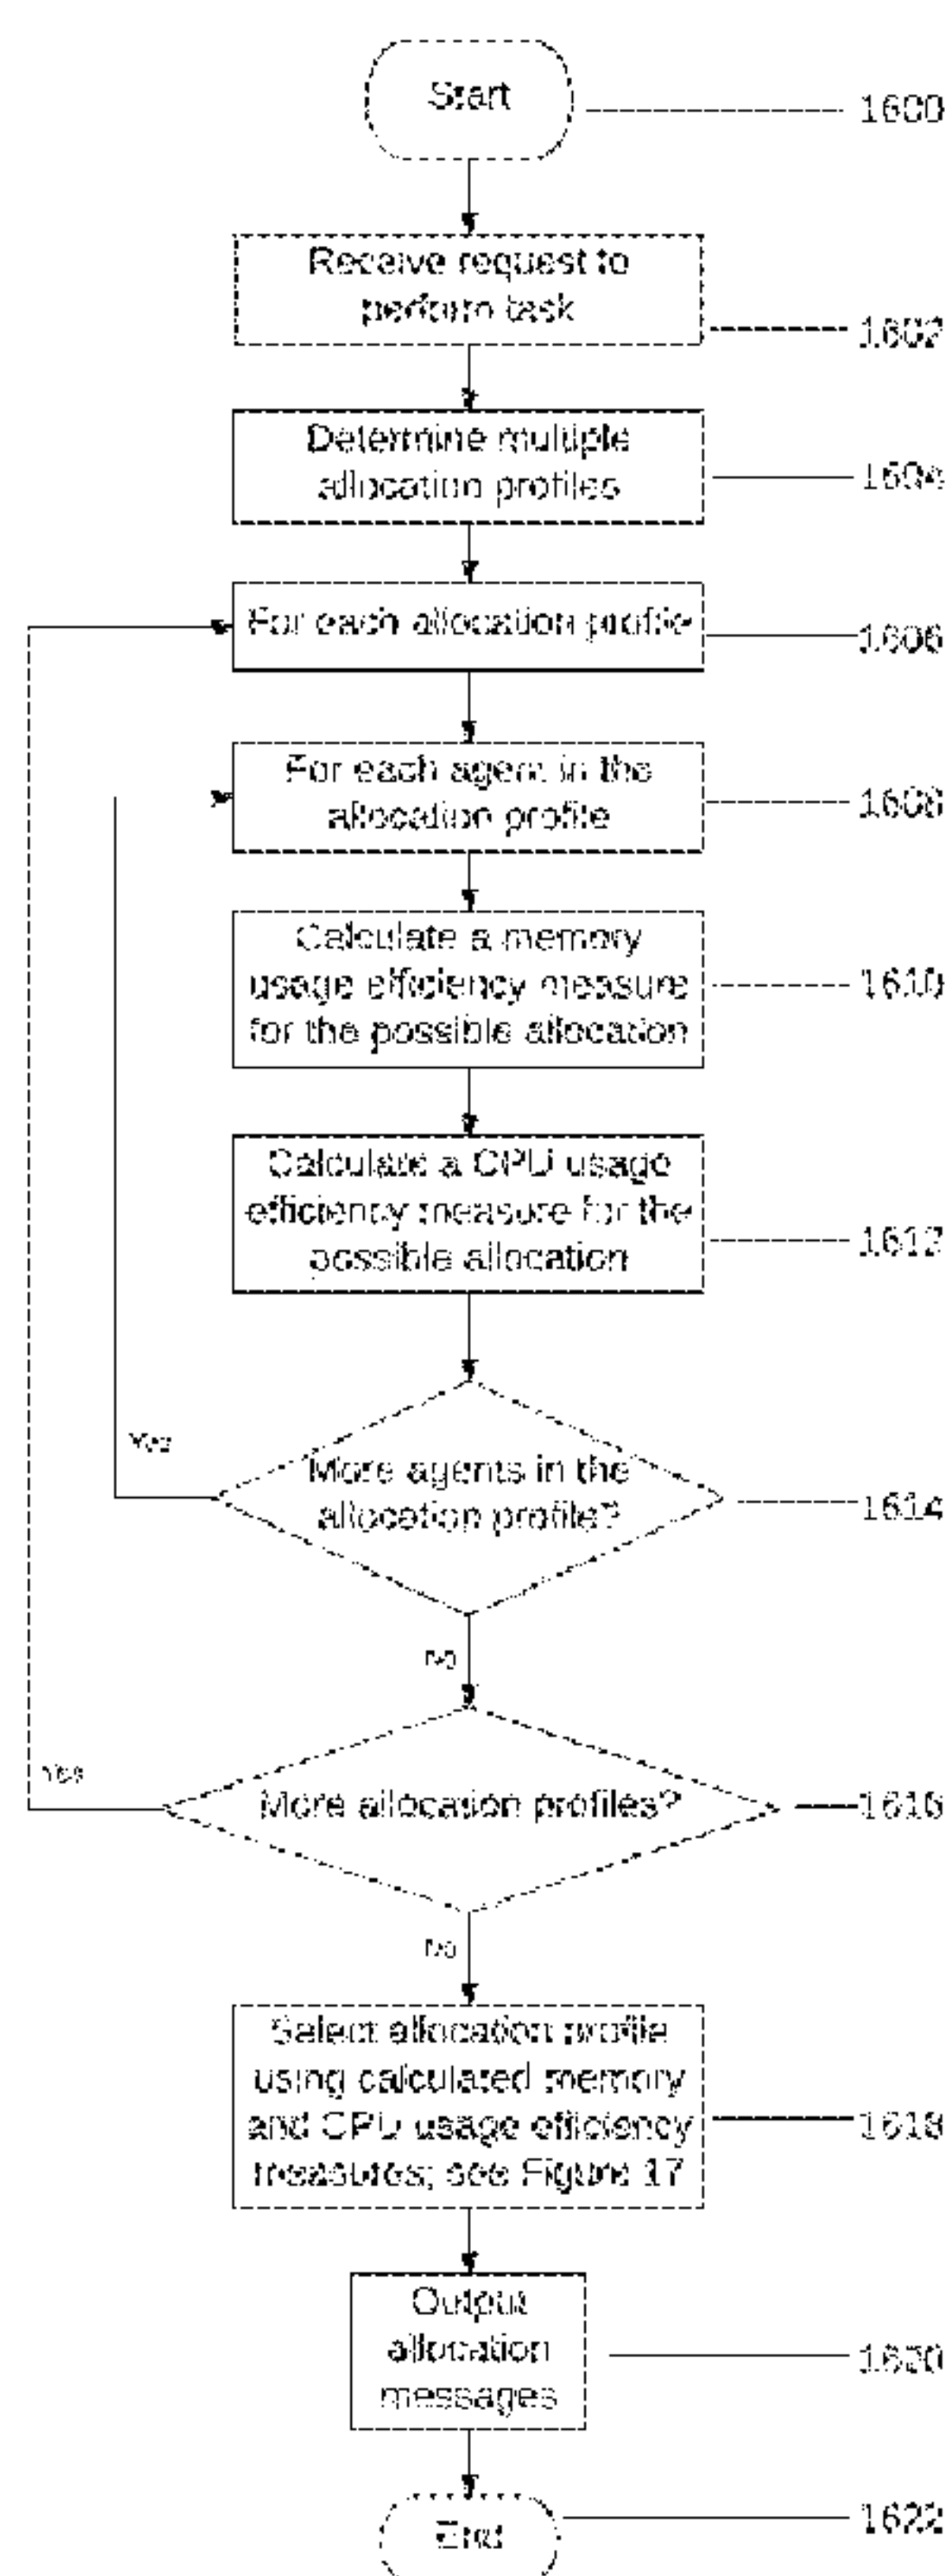 Start
1600
Receive request to
perform task
1602
Determine multiple
allocation profiles
1604
For each allocation profile
1606
For each agent in the
allocation profile
1608
Calculate a memory
usage efficiency measure
for the possible allocation
1610
Calculate a CPU usage
efficiency measure for the
possible allocation
1612
Yes
More agents in the
allocation profile?
1614
No
Yes
More allocation profiles?
1616
No
Select allocation profile
using calculated memory
and CPU usage efficiency
measures; see Figure 17
1618
Output
allocation
messages
1620
End
1622